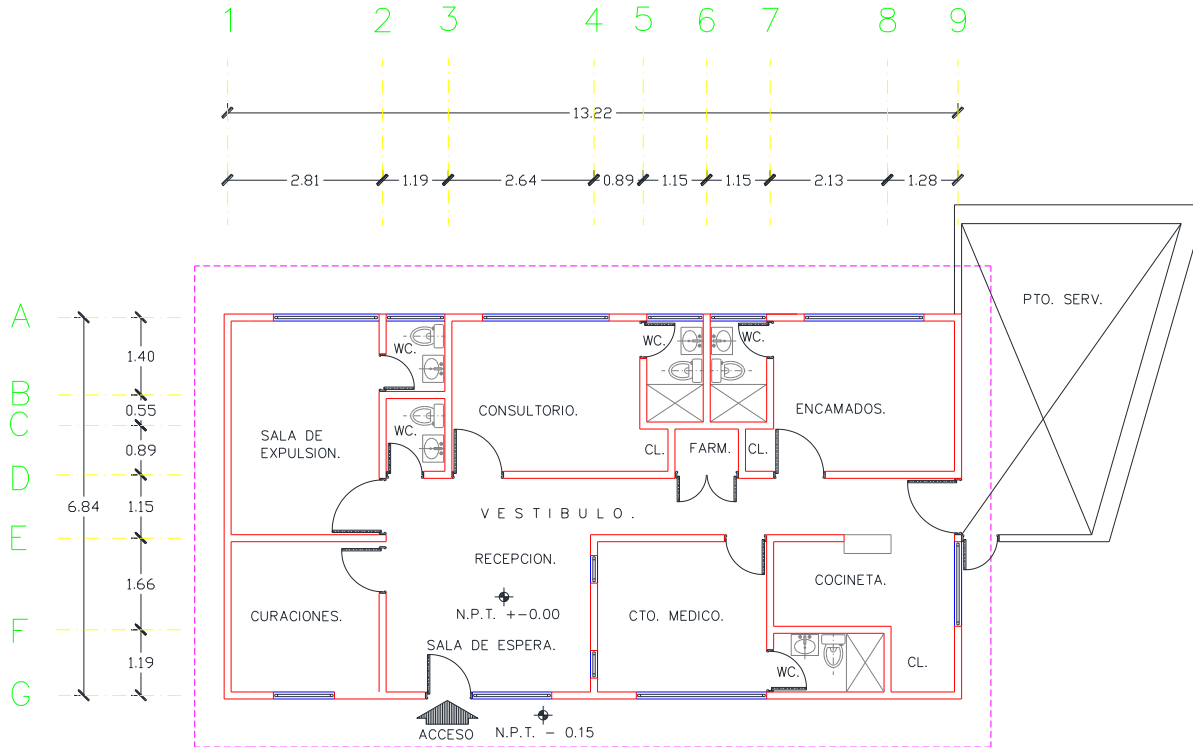 1 2 3 4 5 6 7 8 9
13.22
2.81 1.19 2.64 0.89 1.15 1.15 2.13 1.28
A
B
C
D
E
F
G
1.40
0.55
0.89
1.15
1.66
1.19
6.84
PTO. SERV.
WC.
WC.
WC.
CONSULTORIO.
ENCAMADOS.
WC.
SALA DE
EXPULSION.
CL.
FARM.
CL.
VESTIBULO.
RECEPCION.
COCINETA.
CURACIONES.
N.P.T. +-0.00
CTO. MEDICO.
SALA DE ESPERA.
WC.
CL.
ACCESO
N.P.T. - 0.15